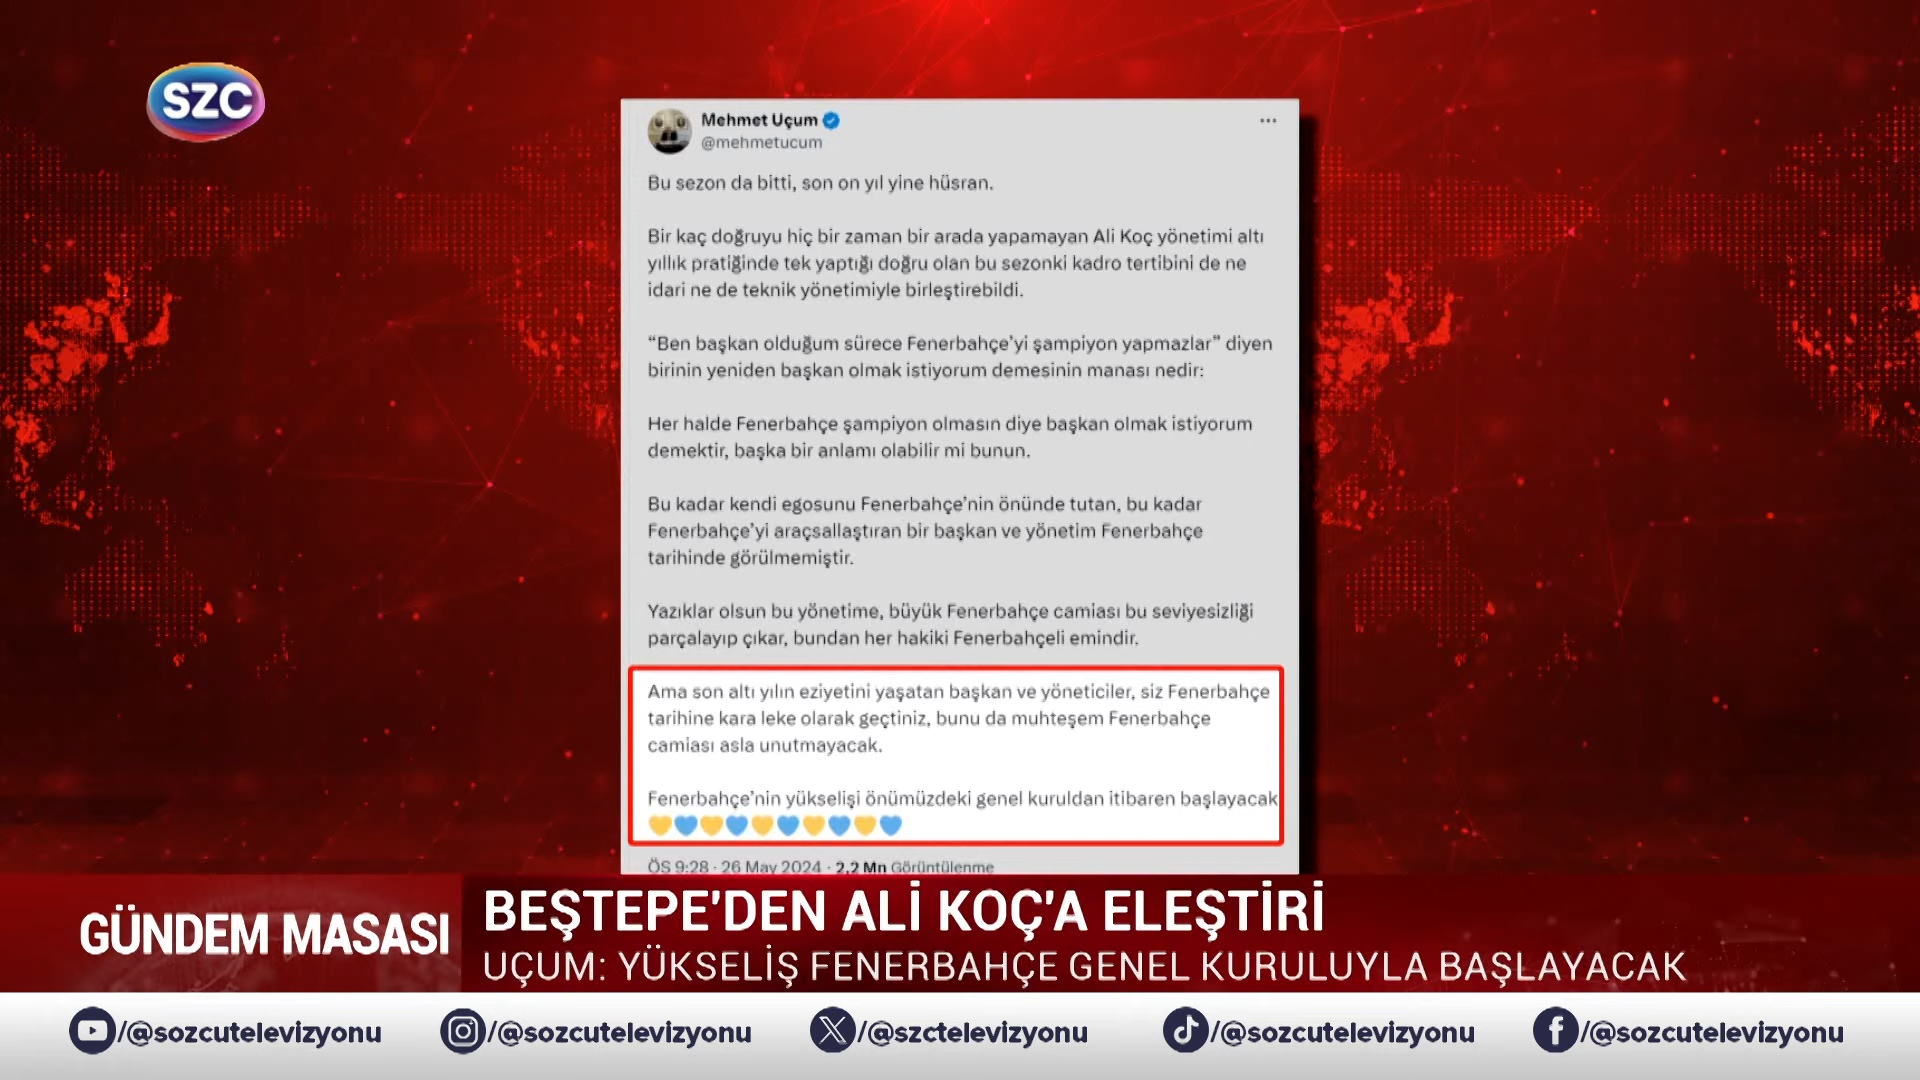 SZC
Mehmet Uçum
@mehmetucum
Bu sezon da bitti, son on yıl yine hüsran.
Bir kaç doğruyu hiç bir zaman bir arada yapamayan Ali Koç yönetimi altı
yıllık pratiğinde tek yaptığı doğru olan bu sezonki kadro tertibini de ne
idari ne de teknik yönetimiyle birleştirebildi.
“Ben başkan olduğum sürece Fenerbahçe’yi şampiyon yapmazlar” diyen
birinin yeniden başkan olmak istiyorum demesinin manası nedir:
Her halde Fenerbahçe şampiyon olmasın diye başkan olmak istiyorum
demektir, başka bir anlamı olabilir mi bunun.
Bu kadar kendi egosunu Fenerbahçe’nin önünde tutan, bu kadar
Fenerbahçe’yi araçsallaştıran bir başkan ve yönetim Fenerbahçe
tarihinde görülmemiştir.
Yazıklar olsun bu yönetime, büyük Fenerbahçe camiası bu seviyesizliği
parçalayıp çıkar, bundan her hakiki Fenerbahçeli emindir.
Ama son altı yılın eziyetini yaşatan başkan ve yöneticiler, siz Fenerbahçe
tarihine kara leke olarak geçtiniz, bunu da muhteşem Fenerbahçe
camiası asla unutmayacak.
Fenerbahçe’nin yükselişi önümüzdeki genel kuruldan itibaren başlayacak
💛💙💛💙💛💙💛💙💛💙
ÖS 9:28 · 26 May 2024 · 2,2 Mn Görüntülenme
GÜNDEM MASASI
BEŞTEPE'DEN ALİ KOÇ'A ELEŞTİRİ
UÇUM: YÜKSELİŞ FENERBAHÇE GENEL KURULUYLA BAŞLAYACAK
/@sozcutelevizyonu /@sozcutelevizyonu /@szctelevizyonu /@sozcutelevizyonu /@sozcutelevizyonu